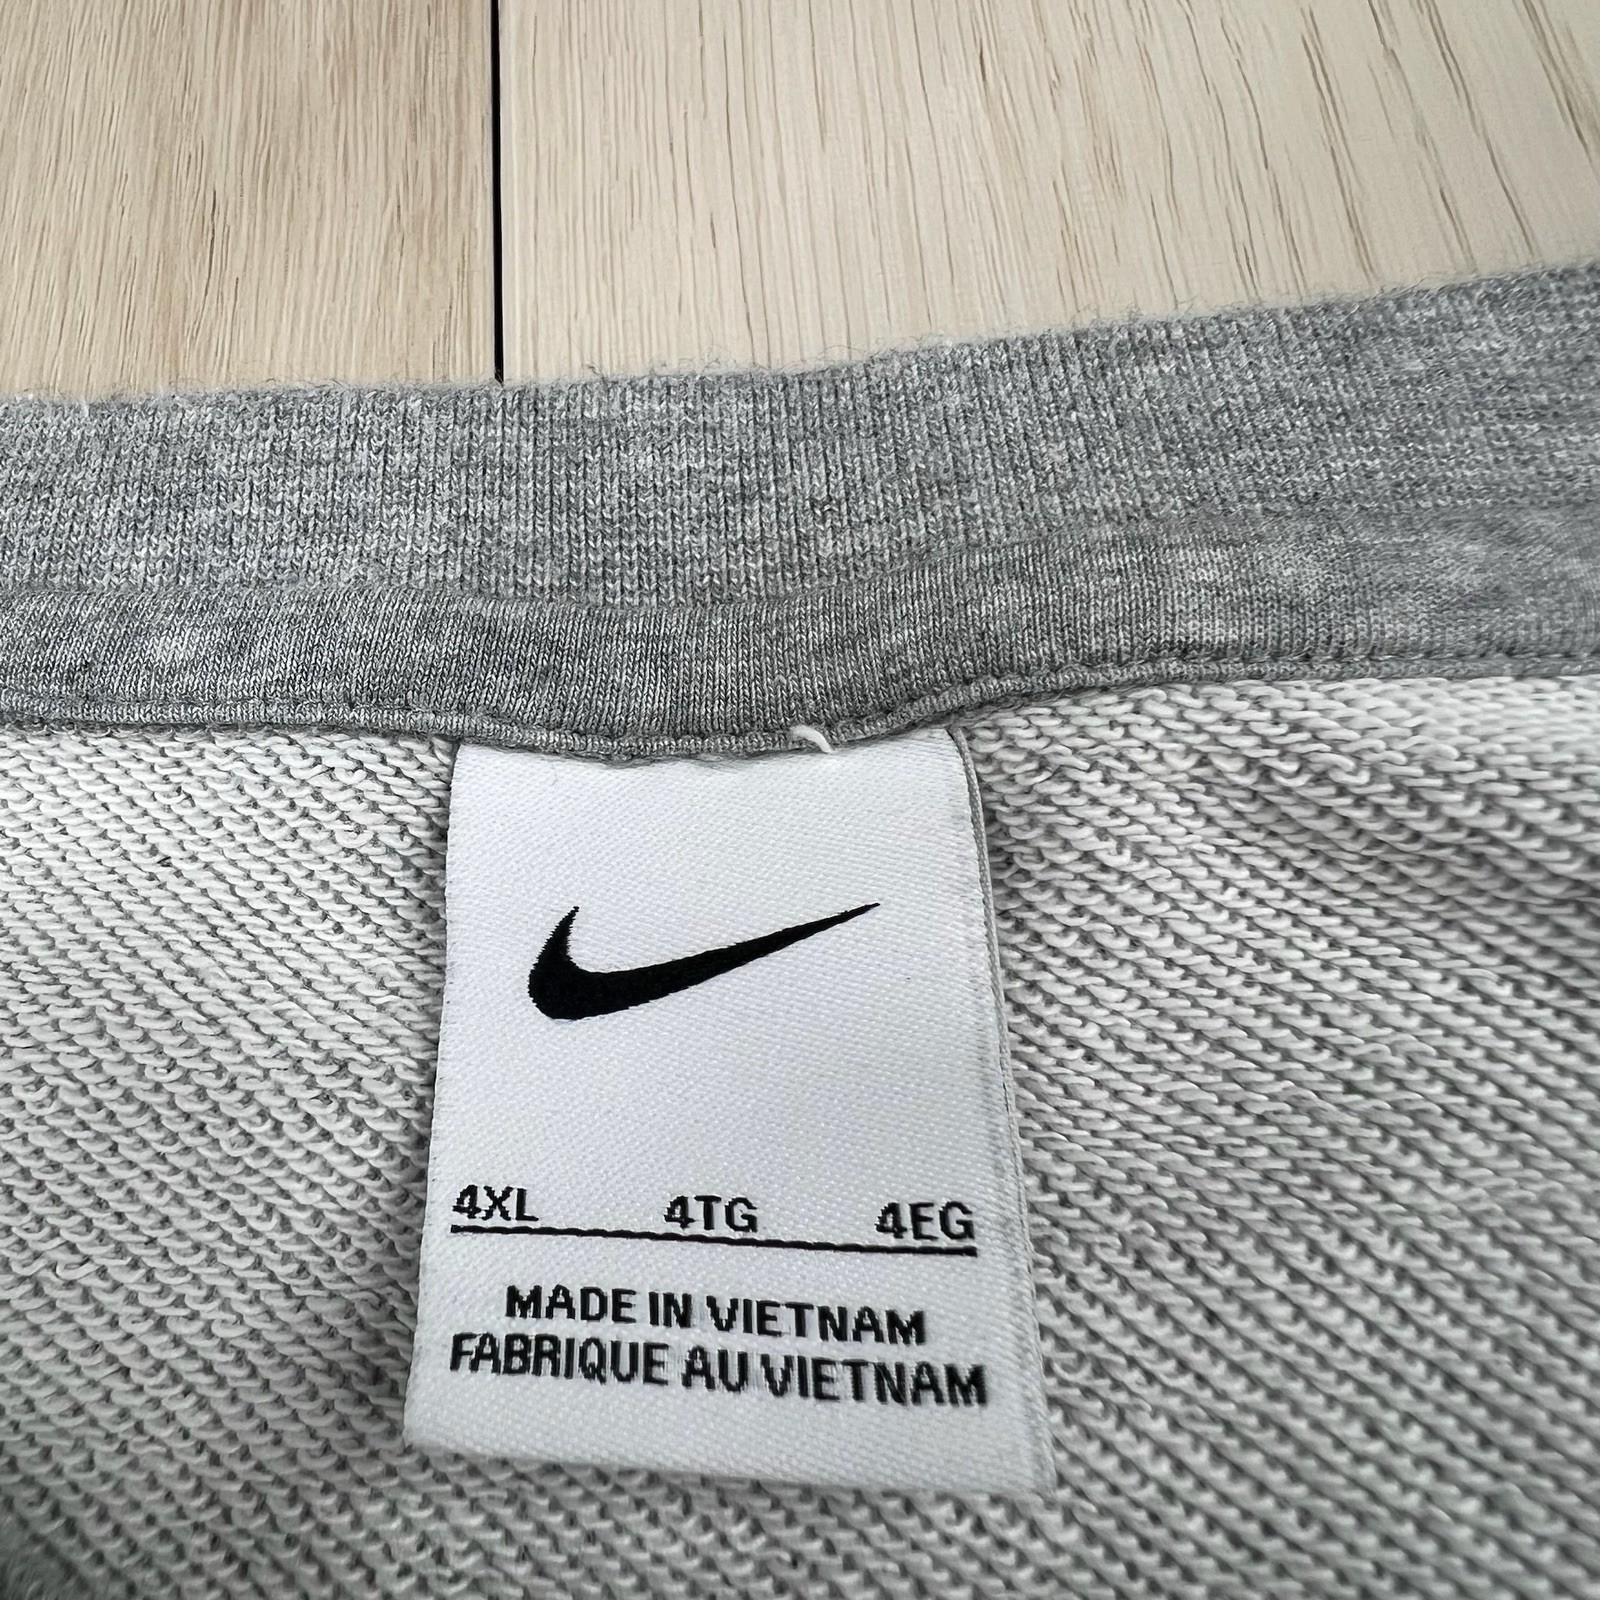 4XL 4TG 4EG
MADE IN VIETNAM
FABRIQUE AU VIETNAM